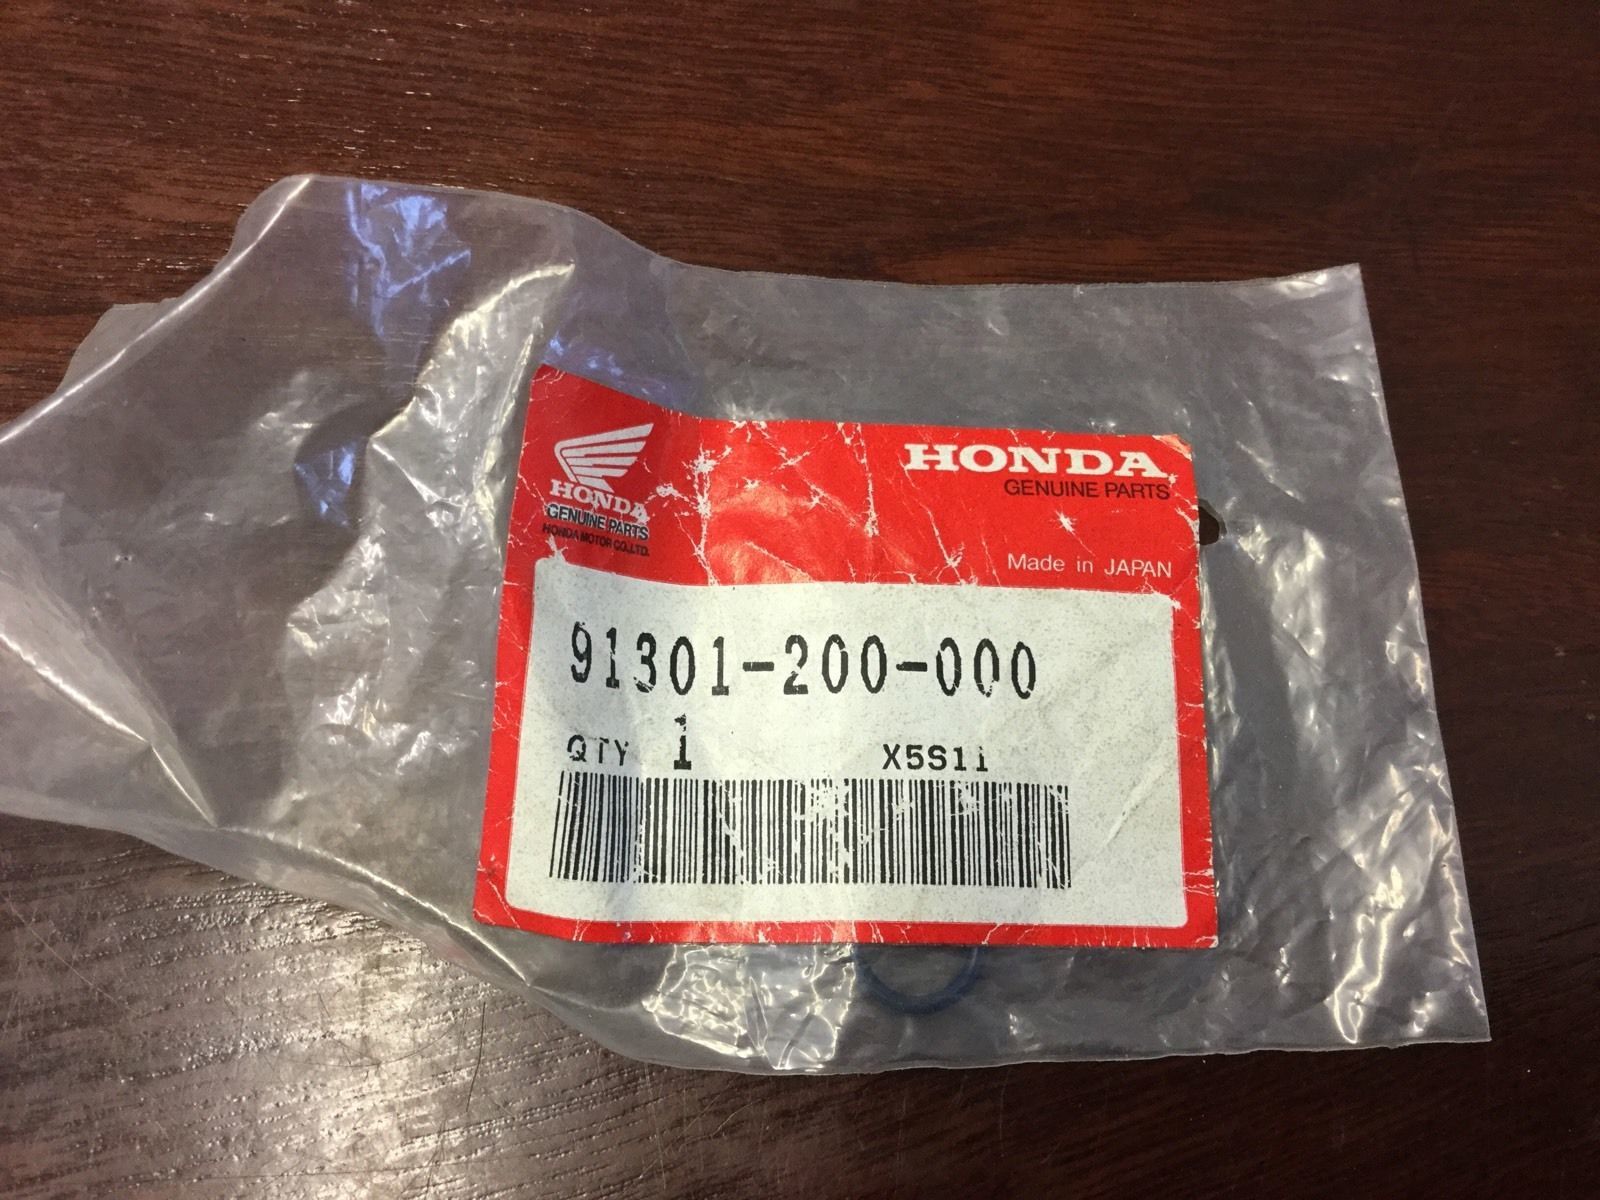 HONDA
GENUINE PARTS
HONDA MOTOR CO.,LTD.
HONDA
GENUINE PARTS
Made in JAPAN
91301-200-000
QTY 1 X5S11